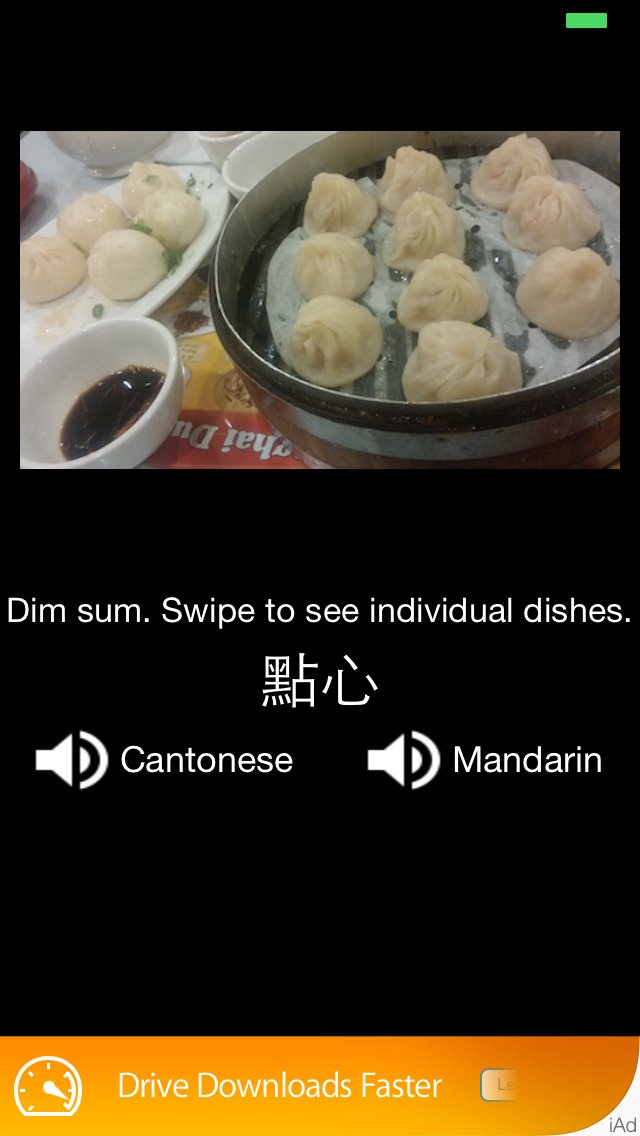 Dim sum. Swipe to see individual dishes.
點心
Cantonese
Mandarin
Drive Downloads Faster
iAd